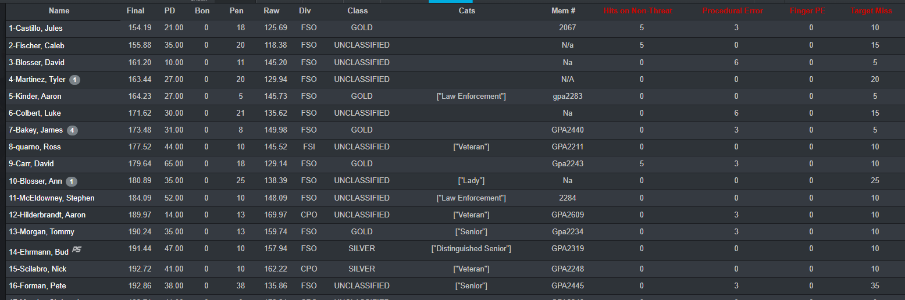 Name Final PD Bon Pen Raw Div Class Cats Mem # Hits on Non-Threat Procedural Error Finger PE Target Miss
1-Castillo, Jules 154.19 21.00 0 18 125.69 FSO GOLD 2067 5 3 0 10
2-Fischer, Caleb 155.88 35.00 0 20 118.38 FSO UNCLASSIFIED N/a 5 0 0 15
3-Blosser, David 161.20 10.00 0 11 145.20 FSO UNCLASSIFIED Na 0 6 0 5
4-Martinez, Tyler 1 163.44 27.00 0 20 129.94 FSO UNCLASSIFIED N/A 0 0 0 20
5-Kinder, Aaron 164.23 27.00 0 5 145.73 FSO GOLD ["Law Enforcement"] gpa2283 0 0 0 5
6-Colbert, Luke 171.62 30.00 0 21 135.62 FSO UNCLASSIFIED Na 0 6 0 15
7-Bakey, James 4 173.48 31.00 0 8 149.98 FSO GOLD GPA2440 0 3 0 5
8-quarno, Ross 177.52 44.00 0 10 145.52 FSI UNCLASSIFIED ["Veteran"] GPA2211 0 0 0 10
9-Carr, David 179.64 65.00 0 18 129.14 FSO GOLD Gpa2243 5 3 0 10
10-Blosser, Ann 1 180.89 35.00 0 25 138.39 FSO UNCLASSIFIED ["Lady"] Na 0 0 0 25
11-McEldowney, Stephen 184.09 52.00 0 10 148.09 FSO UNCLASSIFIED ["Law Enforcement"] 2284 0 0 0 10
12-Hilderbrandt, Aaron 189.97 14.00 0 13 169.97 CPO UNCLASSIFIED ["Veteran"] GPA2609 0 3 0 10
13-Morgan, Tommy 190.24 35.00 0 13 159.74 FSO GOLD ["Senior"] Gpa2234 0 3 0 10
14-Ehrmann, Bud 191.44 47.00 0 10 157.94 FSO SILVER ["Distinguished Senior"] GPA2319 0 0 0 10
15-Scilabro, Nick 192.72 41.00 0 10 162.22 CPO SILVER ["Veteran"] GPA2248 0 0 0 10
16-Forman, Pete 192.86 38.00 0 38 135.86 FSO SILVER ["Senior"] GPA2445 0 3 0 35